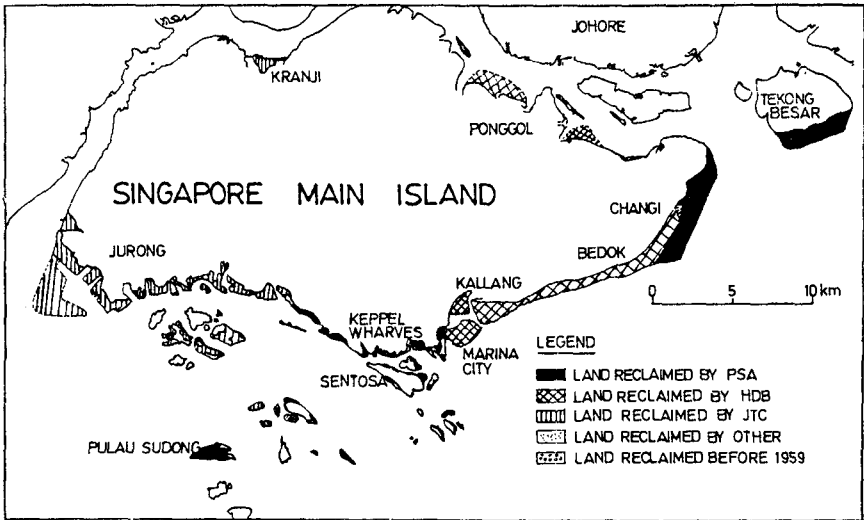 JOHORE
KRANJI
TEKONG
BESAR
PONGGOL
SINGAPORE MAIN ISLAND
CHANGI
JURONG
BEDOK
KALLANG
0 5 10 km
KEPPEL
WHARVES
MARINA
CITY
SENTOSA
LEGEND
LAND RECLAIMED BY PSA
LAND RECLAIMED BY HDB
LAND RECLAIMED BY JTC
LAND RECLAIMED BY OTHER
LAND RECLAIMED BEFORE 1959
PULAU SUDONG